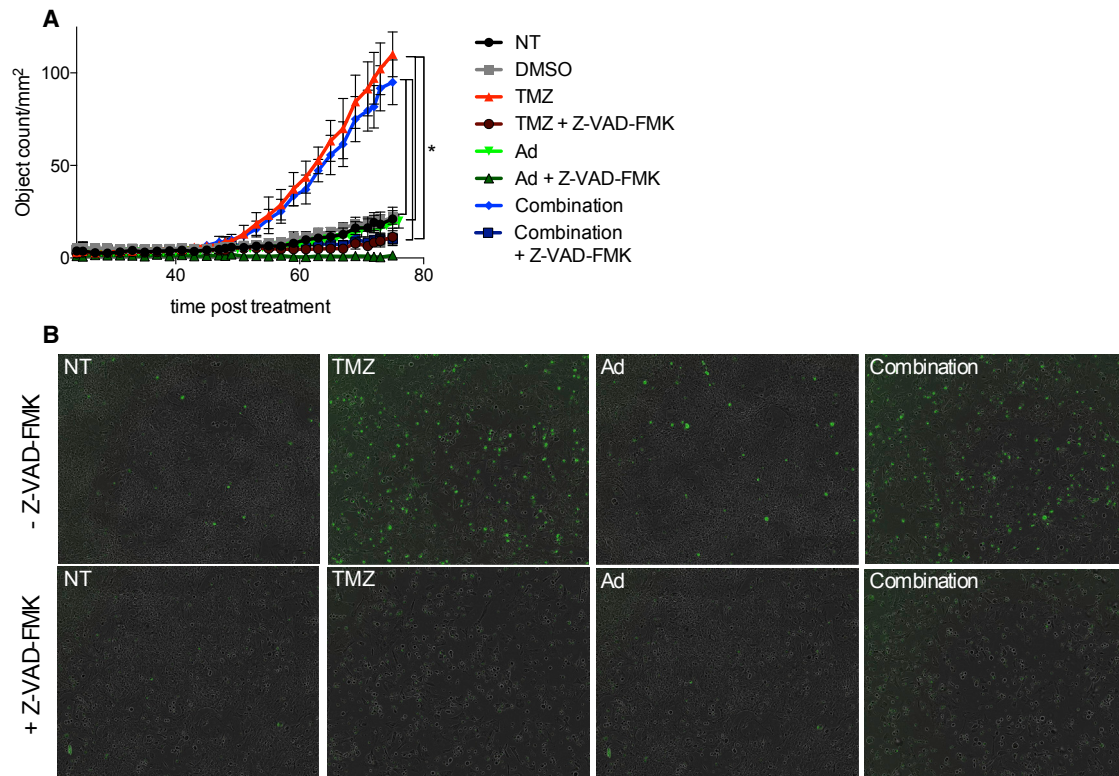 A
Object count/mm²
100
50
0
40
60
80
time post treatment
*
NT
DMSO
TMZ
TMZ + Z-VAD-FMK
Ad
Ad + Z-VAD-FMK
Combination
Combination
+ Z-VAD-FMK
B
- Z-VAD-FMK
NT
TMZ
Ad
Combination
+ Z-VAD-FMK
NT
TMZ
Ad
Combination